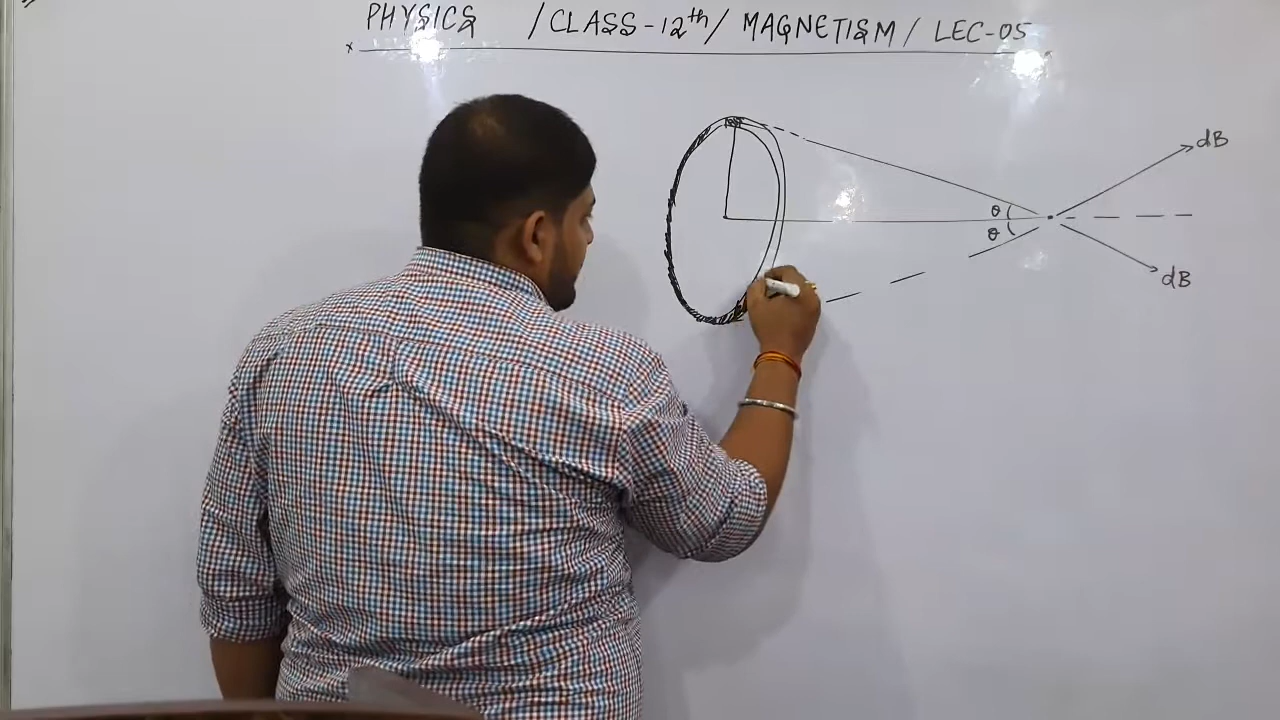 PHYSICS /CLASS-12th/ MAGNETISM / LEC-05
dB
θ
θ
dB